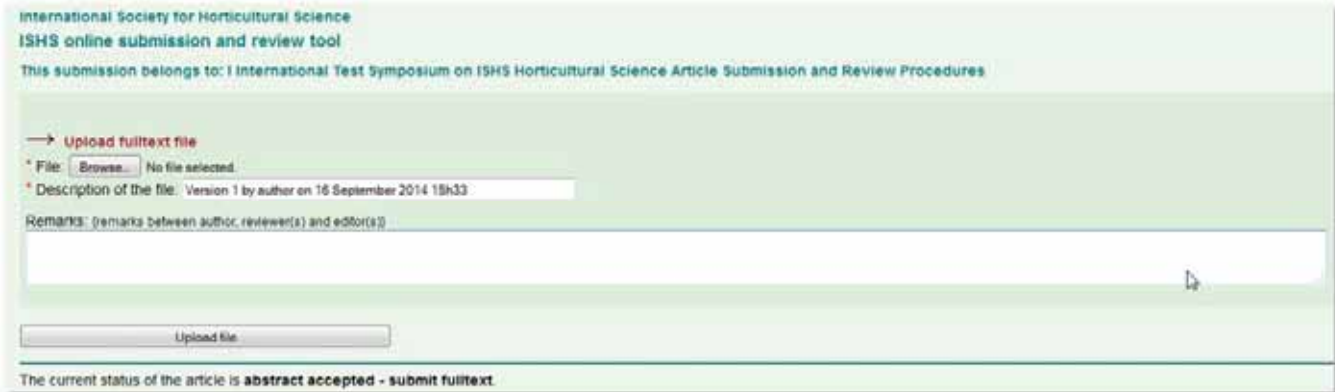 International Society for Horticultural Science
ISHS online submission and review tool
This submission belongs to: I International Test Symposium on ISHS Horticultural Science Article Submission and Review Procedures
→ Upload fulltext file
* File: Browse... No file selected.
* Description of the file: Version 1 by author on 16 September 2014 15h33
Remarks: (remarks between author, reviewer(s) and editor(s))
Upload file
The current status of the article is abstract accepted - submit fulltext.